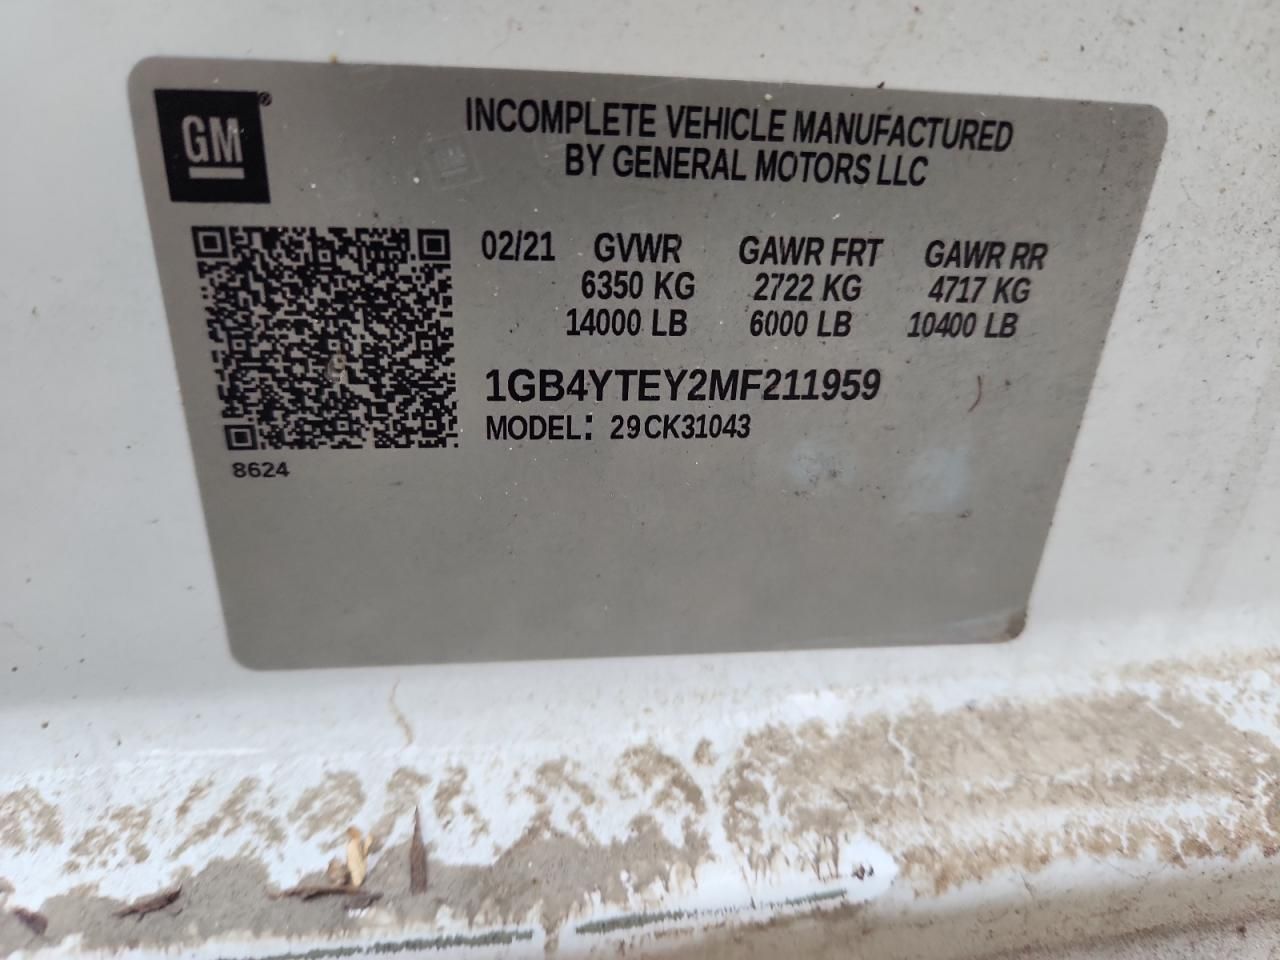 GM®
INCOMPLETE VEHICLE MANUFACTURED
BY GENERAL MOTORS LLC
02/21 GVWR GAWR FRT GAWR RR
6350 KG 2722 KG 4717 KG
14000 LB 6000 LB 10400 LB
1GB4YTEY2MF211959
MODEL: 29CK31043
8624